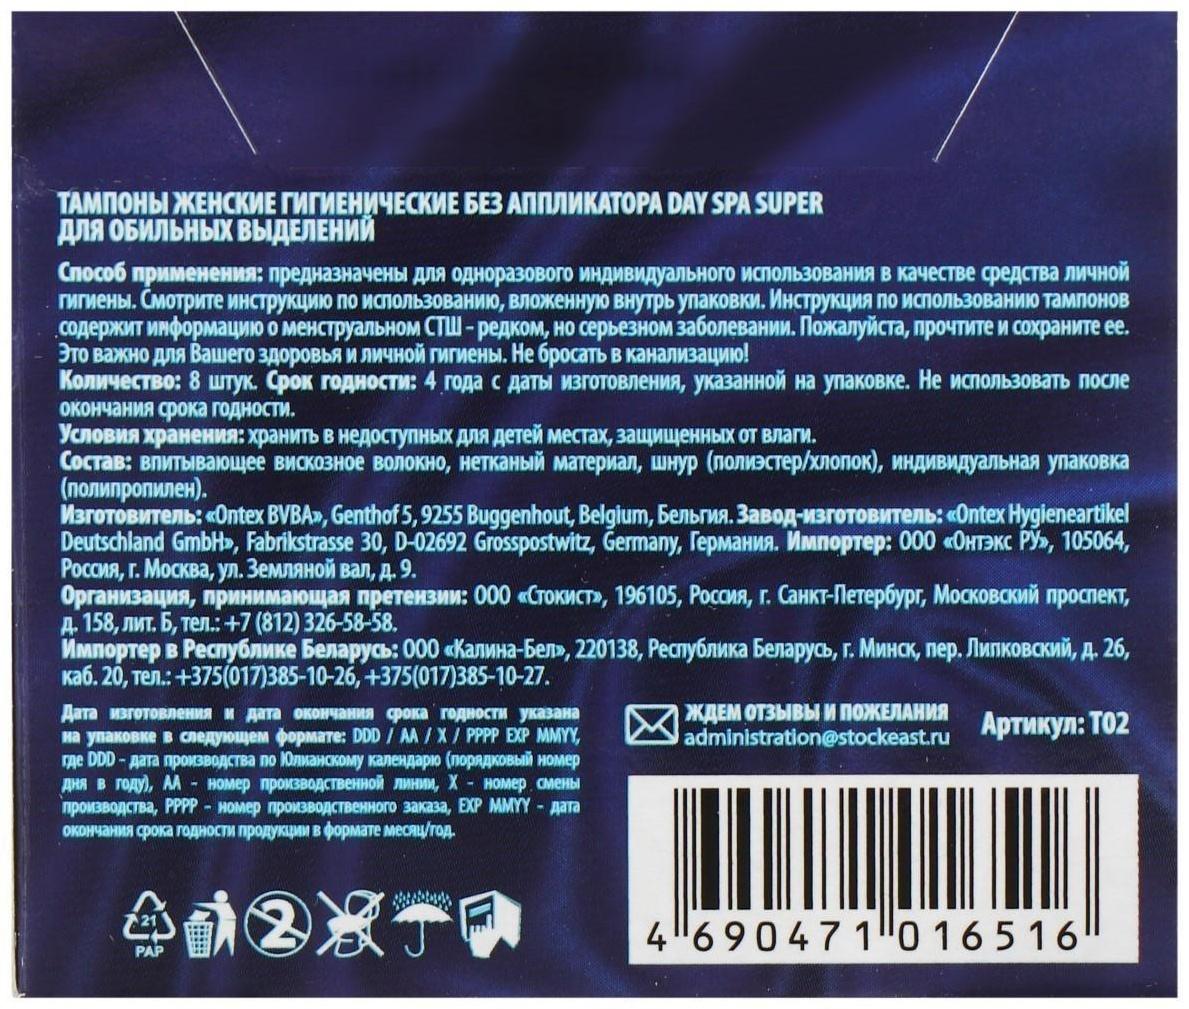 ТАМПОНЫ ЖЕНСКИЕ ГИГИЕНИЧЕСКИЕ БЕЗ АППЛИКАТОРА DAY SPA SUPER
ДЛЯ ОБИЛЬНЫХ ВЫДЕЛЕНИЙ
Способ применения: предназначены для одноразового индивидуального использования в качестве средства личной
гигиены. Смотрите инструкцию по использованию, вложенную внутрь упаковки. Инструкция по использованию тампонов
содержит информацию о менструальном СТШ - редком, но серьезном заболевании. Пожалуйста, прочтите и сохраните ее.
Это важно для Вашего здоровья и личной гигиены. Не бросать в канализацию!
Количество: 8 штук. Срок годности: 4 года с даты изготовления, указанной на упаковке. Не использовать после
окончания срока годности.
Условия хранения: хранить в недоступных для детей местах, защищенных от влаги.
Состав: впитывающее вискозное волокно, нетканый материал, шнур (полиэстер/хлопок), индивидуальная упаковка
(полипропилен).
Изготовитель: «Ontex BVBA», Genthof 5, 9255 Buggenhout, Belgium, Бельгия. Завод-изготовитель: «Ontex Hygieneartikel
Deutschland GmbH», Fabrikstrasse 30, D-02692 Grosspostwitz, Germany, Германия. Импортер: ООО «Онтэкс РУ», 105064,
Россия, г. Москва, ул. Земляной вал, д. 9.
Организация, принимающая претензии: ООО «Стокист», 196105, Россия, г. Санкт-Петербург, Московский проспект,
д. 158, лит. Б, тел.: +7 (812) 326-58-58.
Импортер в Республике Беларусь: ООО «Калина-Бел», 220138, Республика Беларусь, г. Минск, пер. Липковский, д. 26,
каб. 20, тел.: +375(017)385-10-26, +375(017)385-10-27.
Дата изготовления и дата окончания срока годности указана
на упаковке в следующем формате: DDD / AA / X / PPPP EXP MMYY,
где DDD - дата производства по Юлианскому календарю (порядковый номер
дня в году), AA - номер производственной линии, X - номер смены
производства, PPPP - номер производственного заказа, EXP MMYY - дата
окончания срока годности продукции в формате месяц/год.
ЖДЕМ ОТЗЫВЫ И ПОЖЕЛАНИЯ
administration@stockeast.ru
Артикул: Т02
21
PAP
2
4 690471 016516